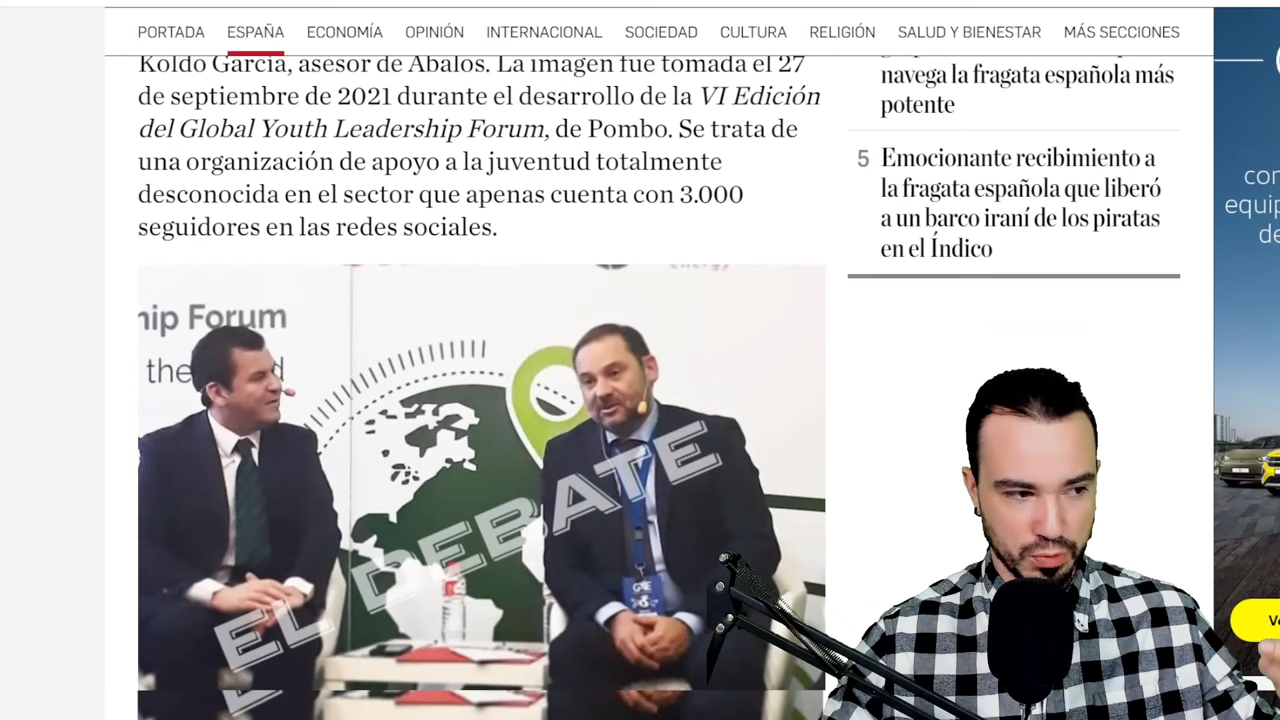 PORTADA ESPAÑA ECONOMÍA OPINIÓN INTERNACIONAL SOCIEDAD CULTURA RELIGIÓN SALUD Y BIENESTAR MÁS SECCIONES
Koldo García, asesor de Ábalos. La imagen fue tomada el 27
de septiembre de 2021 durante el desarrollo de la VI Edición
del Global Youth Leadership Forum, de Pombo. Se trata de
una organización de apoyo a la juventud totalmente
desconocida en el sector que apenas cuenta con 3.000
seguidores en las redes sociales.
navega la fragata española más
potente
5 Emocionante recibimiento a
la fragata española que liberó
a un barco iraní de los piratas
en el Índico
hip Forum
the
EL DEBATE
con
equip
de